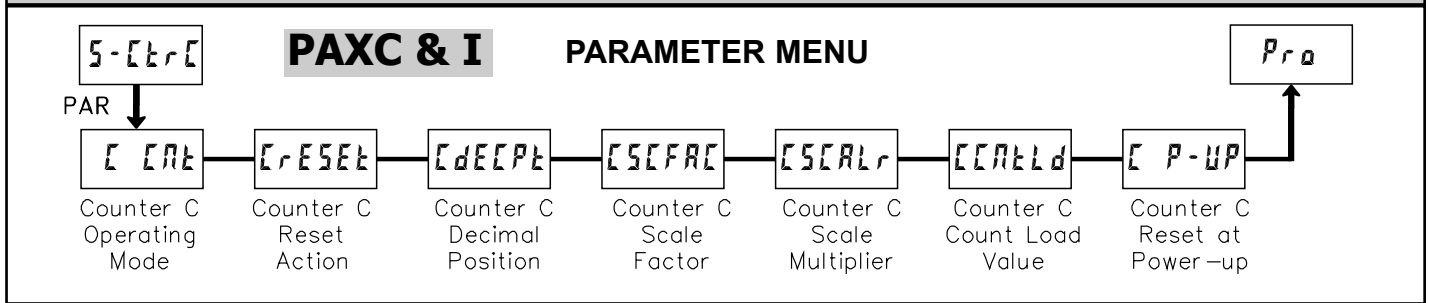 5-CtrC
PAXC & I PARAMETER MENU
Pro
PAR
C Cnt
CrESEt
CdECPt
CSCFAC
CSCALr
CCntLd
C P-UP
Counter C
Operating
Mode
Counter C
Reset
Action
Counter C
Decimal
Position
Counter C
Scale
Factor
Counter C
Scale
Multiplier
Counter C
Count Load
Value
Counter C
Reset at
Power-up